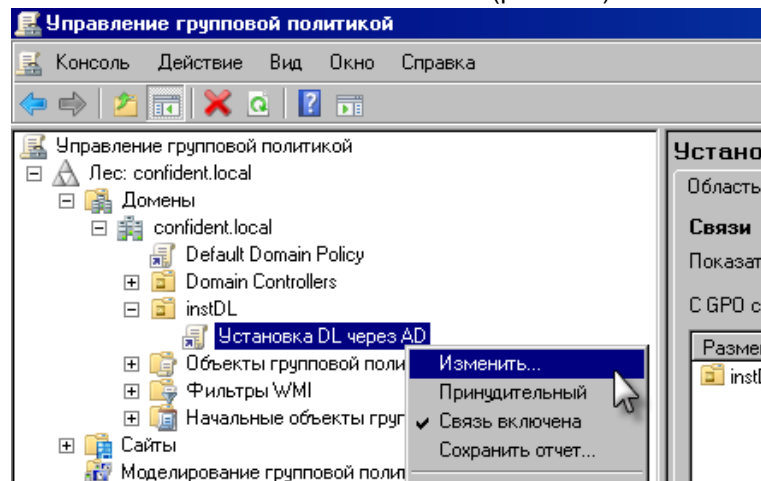 Управление групповой политикой
Консоль Действие Вид Окно Справка
Управление групповой политикой
Лес: confident.local
Домены
confident.local
Default Domain Policy
Domain Controllers
instDL
Установка DL через AD
Объекты групповой поли
Фильтры WMI
Начальные объекты груп
Сайты
Моделирование групповой полит
Изменить...
Принудительный
Связь включена
Сохранить отчет...
Устано
Область
Связи
Показат
С GPO с
Разме
inst